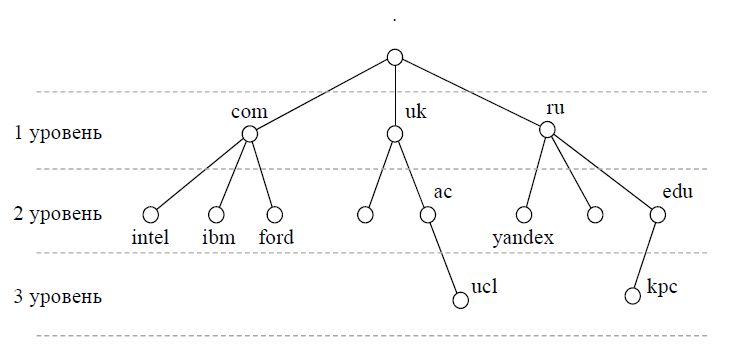 .
com uk ru
1 уровень
ac edu
2 уровень
intel ibm ford yandex
ucl kpc
3 уровень